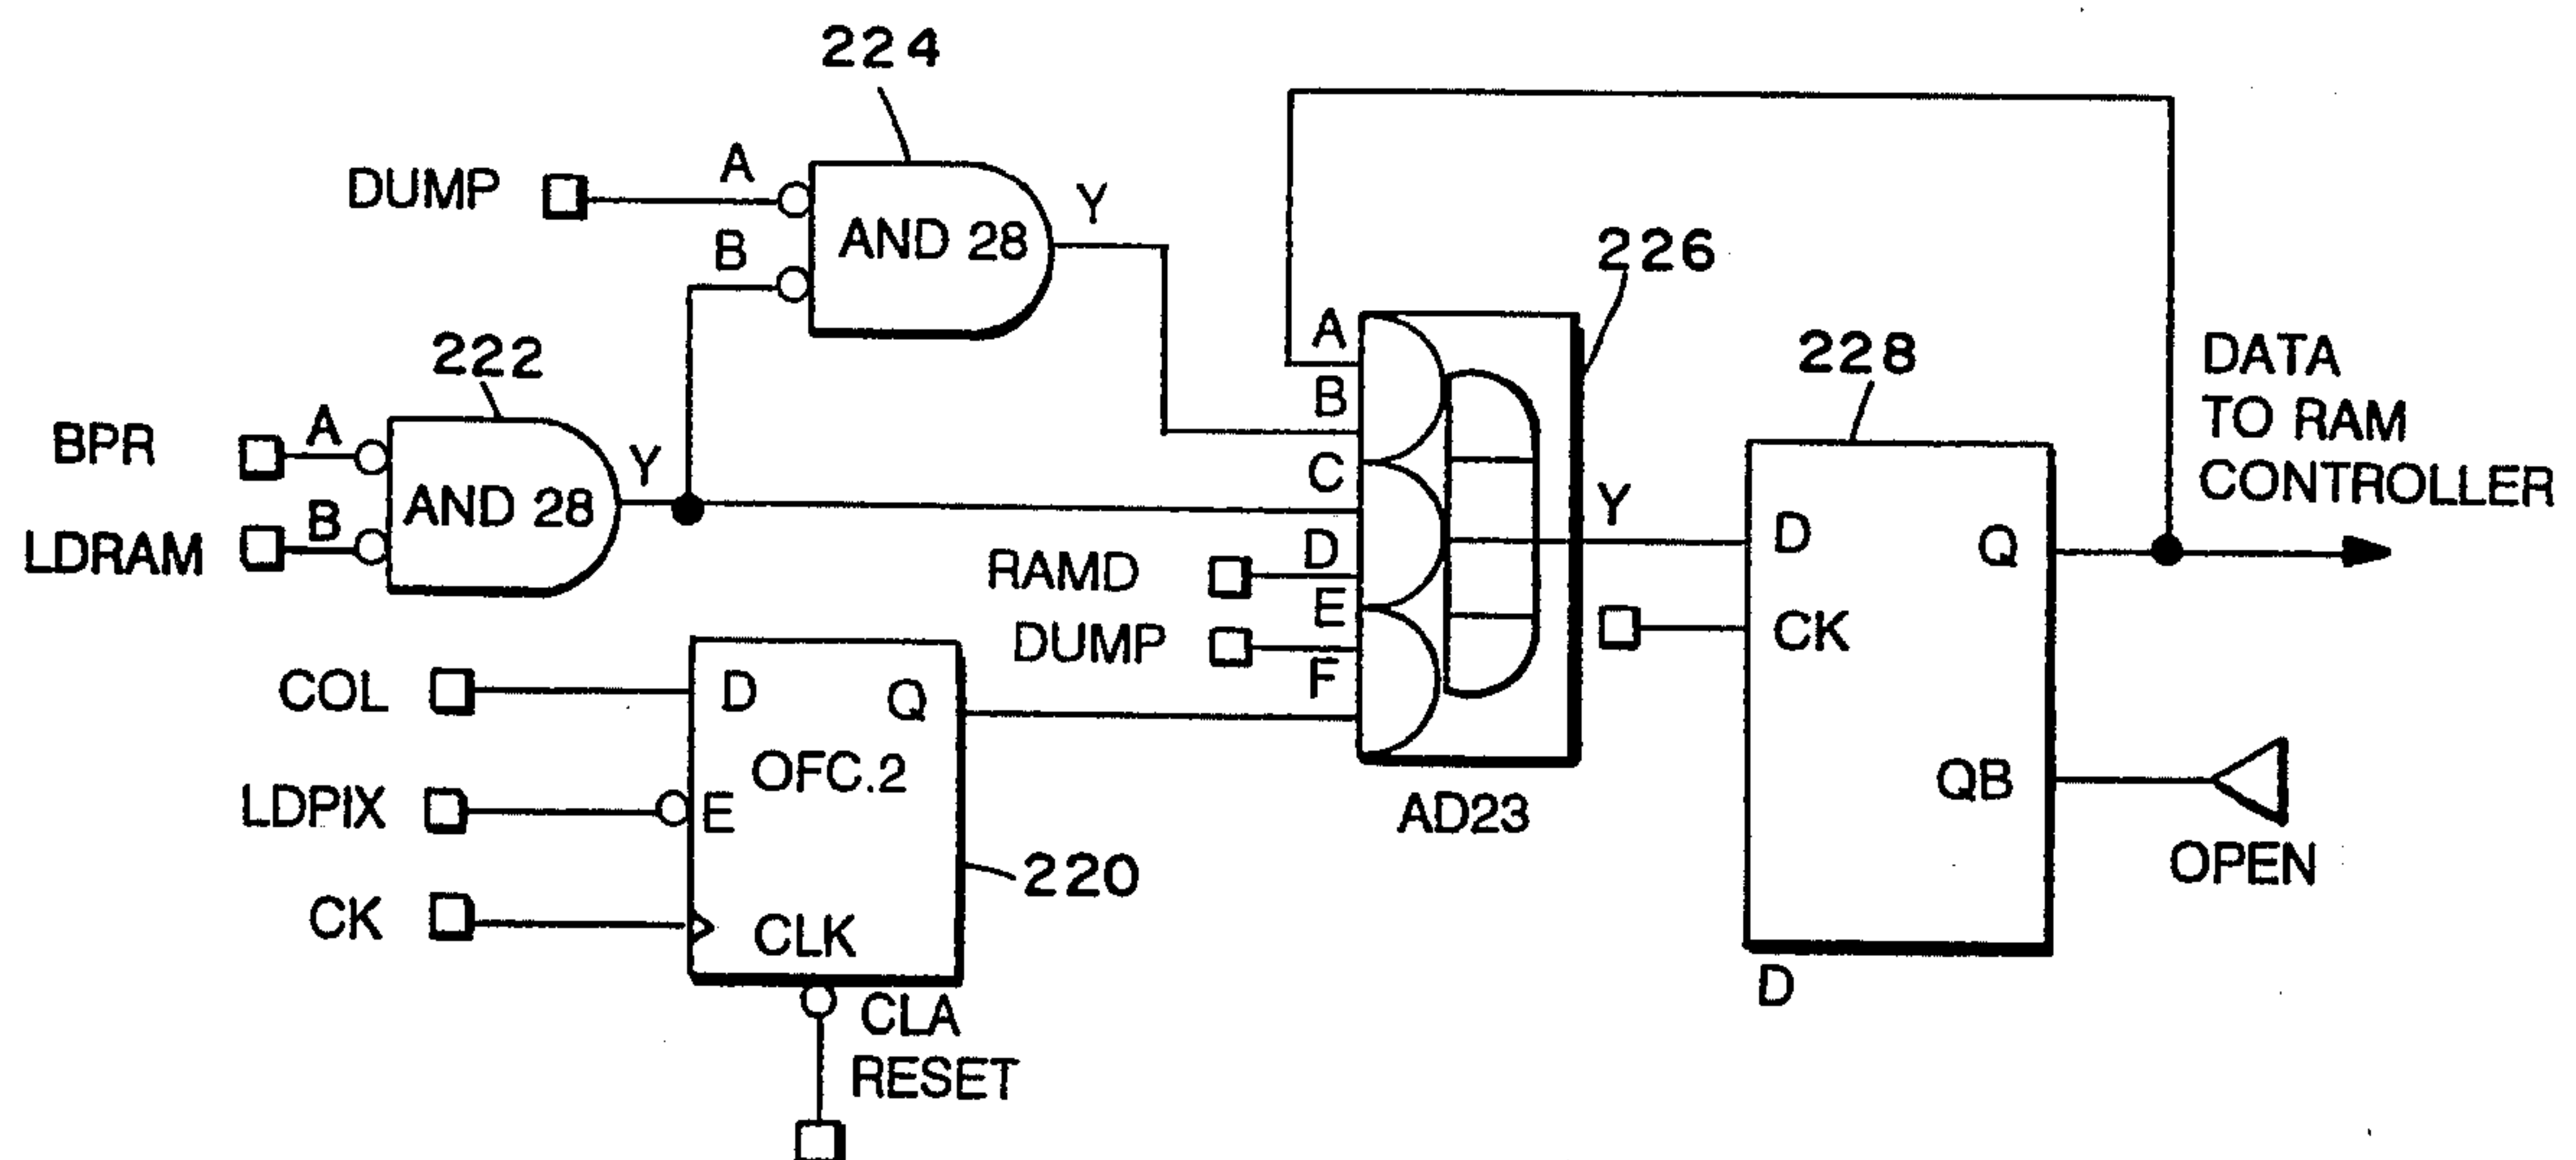 224
DUMP
A
B
AND 28
Y
222
BPR
A
LDRAM
B
AND 28
Y
226
A
B
C
D
E
F
RAMD
DUMP
AD23
Y
228
D
CK
Q
QB
D
DATA
TO RAM
CONTROLLER
OPEN
COL
LDPIX
CK
D
Q
OFC.2
E
CLK
220
CLA
RESET